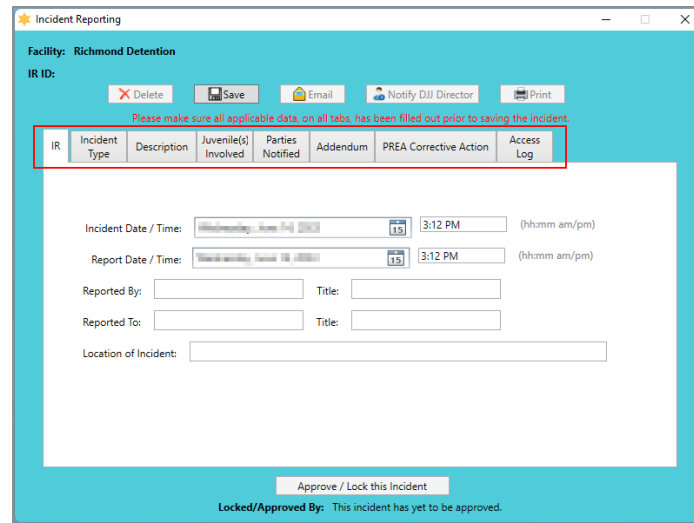 Incident Reporting
Facility: Richmond Detention
IR ID:
Delete Save Email Notify DJJ Director Print
Please make sure all applicable data, on all tabs, has been filled out prior to saving the incident.
IR Incident Type Description Juvenile(s) Involved Parties Notified Addendum PREA Corrective Action Access Log
Incident Date / Time: 15 3:12 PM (hh:mm am/pm)
Report Date / Time: 15 3:12 PM (hh:mm am/pm)
Reported By: Title:
Reported To: Title:
Location of Incident:
Approve / Lock this Incident
Locked/Approved By: This incident has yet to be approved.